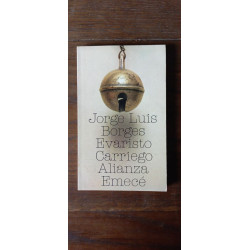 Jorge Luis
Borges
Evaristo
Carriego
Alianza
Emecé